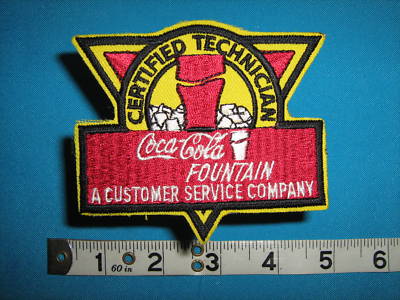 CERTIFIED TECHNICIAN
Coca-Cola
FOUNTAIN
A CUSTOMER SERVICE COMPANY
1 60 in 2 3 4 5 6